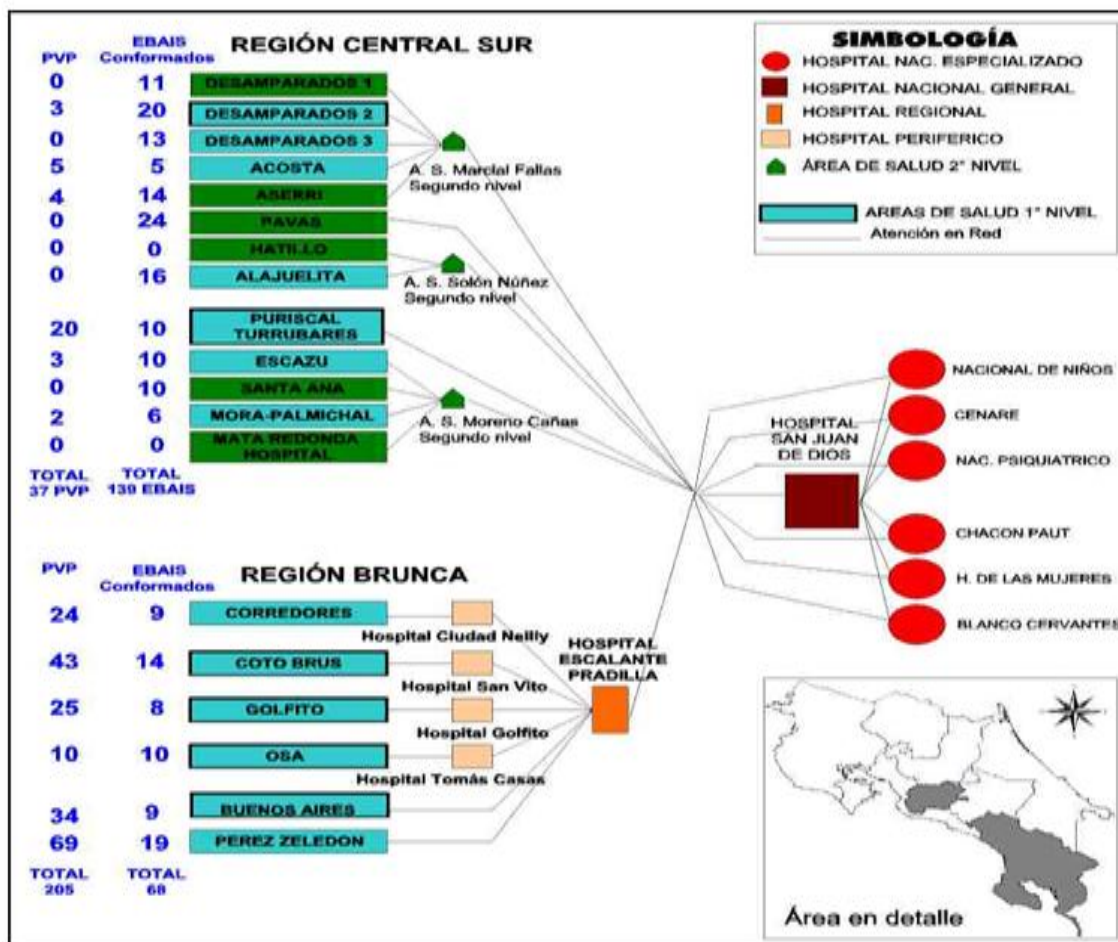 PVP
EBAIS
Conformados
REGIÓN CENTRAL SUR
0 11 DESAMPARADOS 1
3 20 DESAMPARADOS 2
0 13 DESAMPARADOS 3
5 5 ACOSTA
4 14 ASERRI
0 24 PAVAS
0 0 HATILLO
0 16 ALAJUELITA
20 10 PURISCAL
TURRUBARES
3 10 ESCAZU
0 10 SANTA ANA
2 6 MORA-PALMICHAL
0 0 MATA REDONDA
HOSPITAL
TOTAL
37 PVP
TOTAL
139 EBAIS
A. S. Marcial Fallas
Segundo nivel
A. S. Solón Núñez
Segundo nivel
A. S. Moreno Cañas
Segundo nivel
SIMBOLOGÍA
HOSPITAL NAC. ESPECIALIZADO
HOSPITAL NACIONAL GENERAL
HOSPITAL REGIONAL
HOSPITAL PERIFERICO
ÁREA DE SALUD 2° NIVEL
AREAS DE SALUD 1° NIVEL
Atención en Red
HOSPITAL
SAN JUAN
DE DIOS
NACIONAL DE NIÑOS
CENARE
NAC. PSIQUIATRICO
CHACON PAUT
H. DE LAS MUJERES
BLANCO CERVANTES
PVP
EBAIS
Conformados
REGIÓN BRUNCA
24 9 CORREDORES
Hospital Ciudad Neilly
43 14 COTO BRUS
Hospital San Vito
25 8 GOLFITO
Hospital Golfito
10 10 OSA
Hospital Tomás Casas
34 9 BUENOS AIRES
69 19 PEREZ ZELEDON
TOTAL
205
TOTAL
68
HOSPITAL
ESCALANTE
PRADILLA
Área en detalle